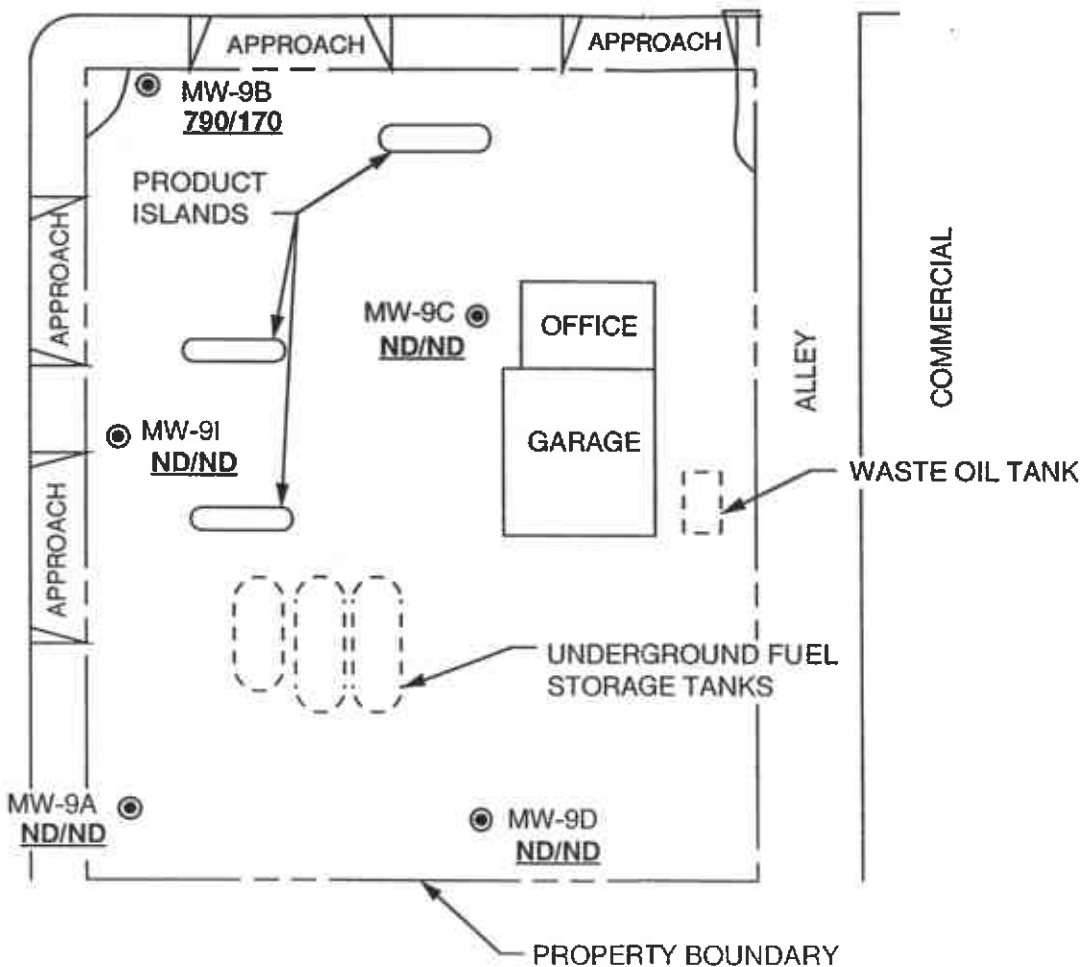 APPROACH
APPROACH
MW-9B
790/170
PRODUCT
ISLANDS
APPROACH
MW-9C
ND/ND
OFFICE
ALLEY
COMMERCIAL
MW-9I
ND/ND
GARAGE
WASTE OIL TANK
APPROACH
UNDERGROUND FUEL
STORAGE TANKS
MW-9A
ND/ND
MW-9D
ND/ND
PROPERTY BOUNDARY